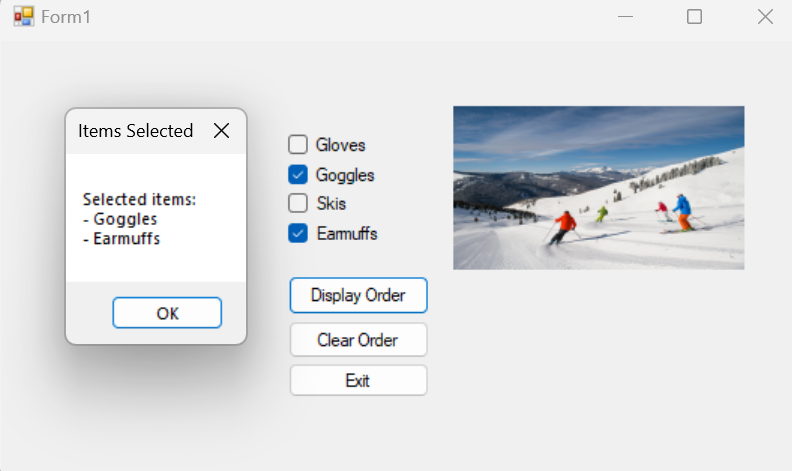 Form1
Items Selected
Selected items:
- Goggles
- Earmuffs
OK
Gloves
Goggles
Skis
Earmuffs
Display Order
Clear Order
Exit